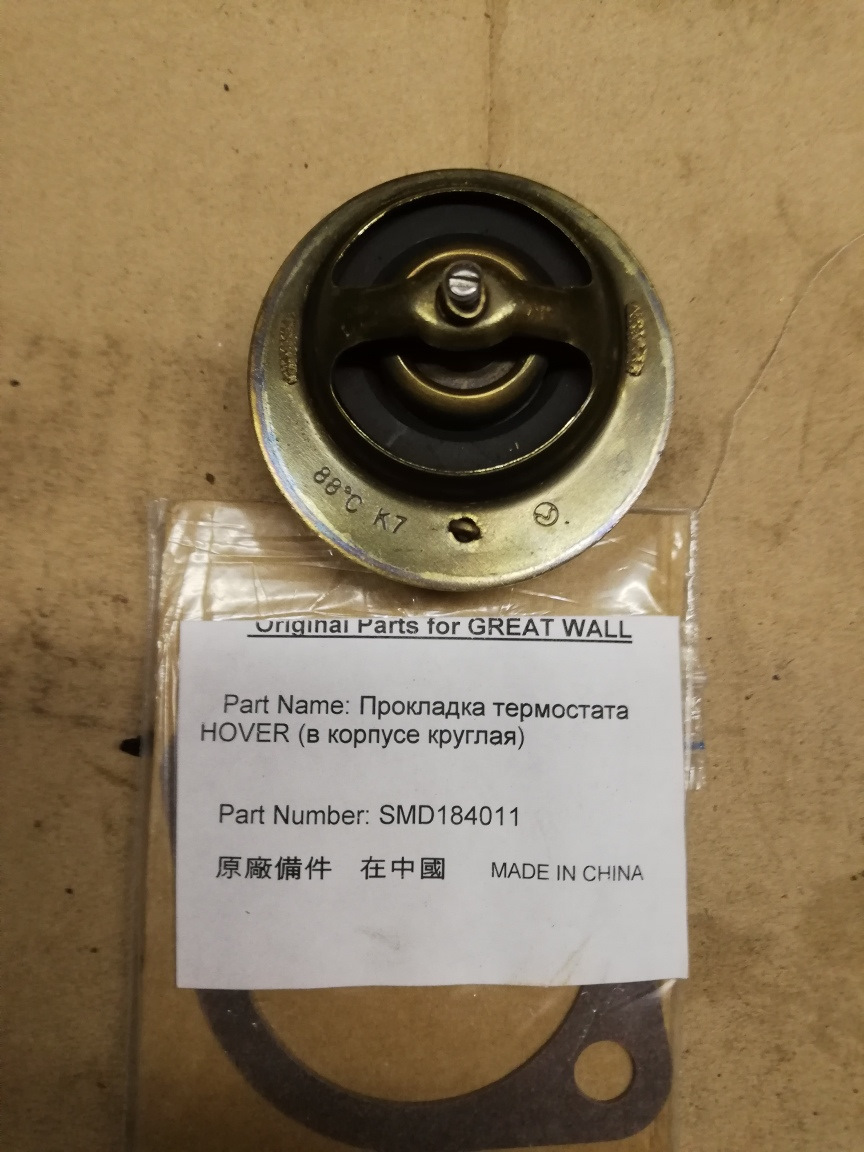 88°C K7
Original Parts for GREAT WALL
Part Name: Прокладка термостата
HOVER (в корпусе круглая)
Part Number: SMD184011
原廠備件 在中國 MADE IN CHINA